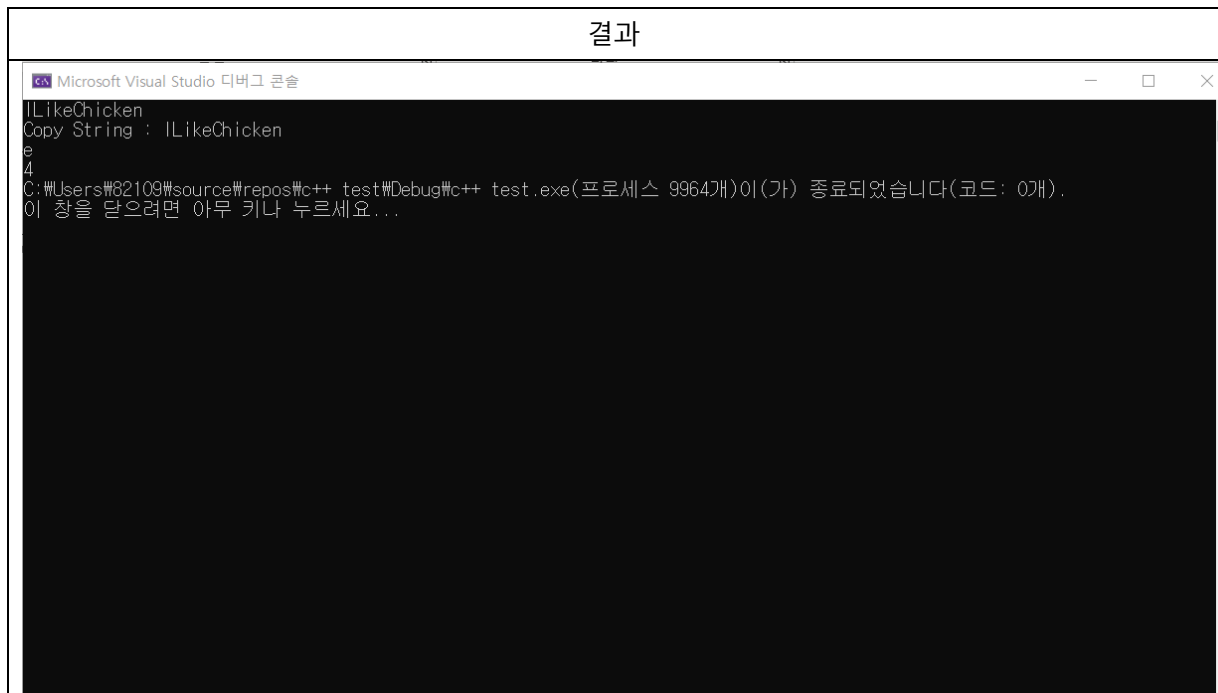 결과
Microsoft Visual Studio 디버그 콘솔
ILikeChicken
Copy String : ILikeChicken
e
4
C:₩Users₩82109₩source₩repos₩c++ test₩Debug₩c++ test.exe(프로세스 9964개)이(가) 종료되었습니다(코드: 0개).
이 창을 닫으려면 아무 키나 누르세요...